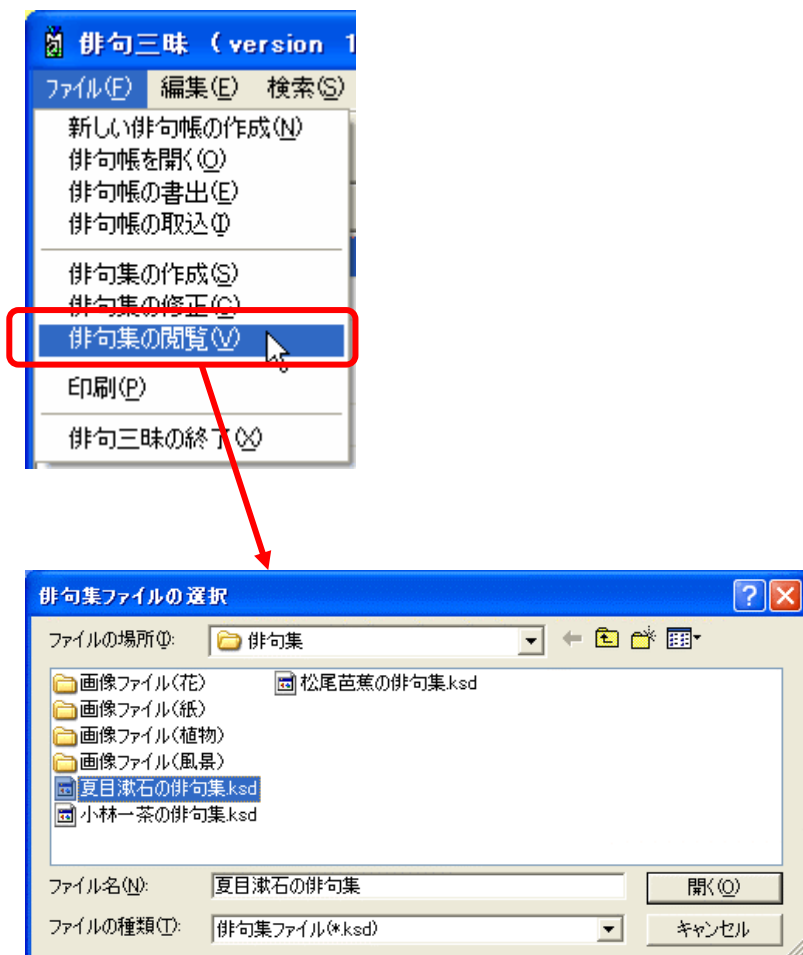 俳句三昧 (version 1
ファイル(F) 編集(E) 検索(S)
新しい俳句帳の作成(N)
俳句帳を開く(O)
俳句帳の書出(E)
俳句帳の取込(I)
俳句集の作成(S)
俳句集の修正(C)
俳句集の閲覧(V)
印刷(P)
俳句三昧の終了(X)
俳句集ファイルの選択
ファイルの場所(I): 俳句集
画像ファイル(花) 松尾芭蕉の俳句集.ksd
画像ファイル(紙)
画像ファイル(植物)
画像ファイル(風景)
夏目漱石の俳句集.ksd
小林一茶の俳句集.ksd
ファイル名(N): 夏目漱石の俳句集 開く(O)
ファイルの種類(T): 俳句集ファイル(*.ksd) キャンセル